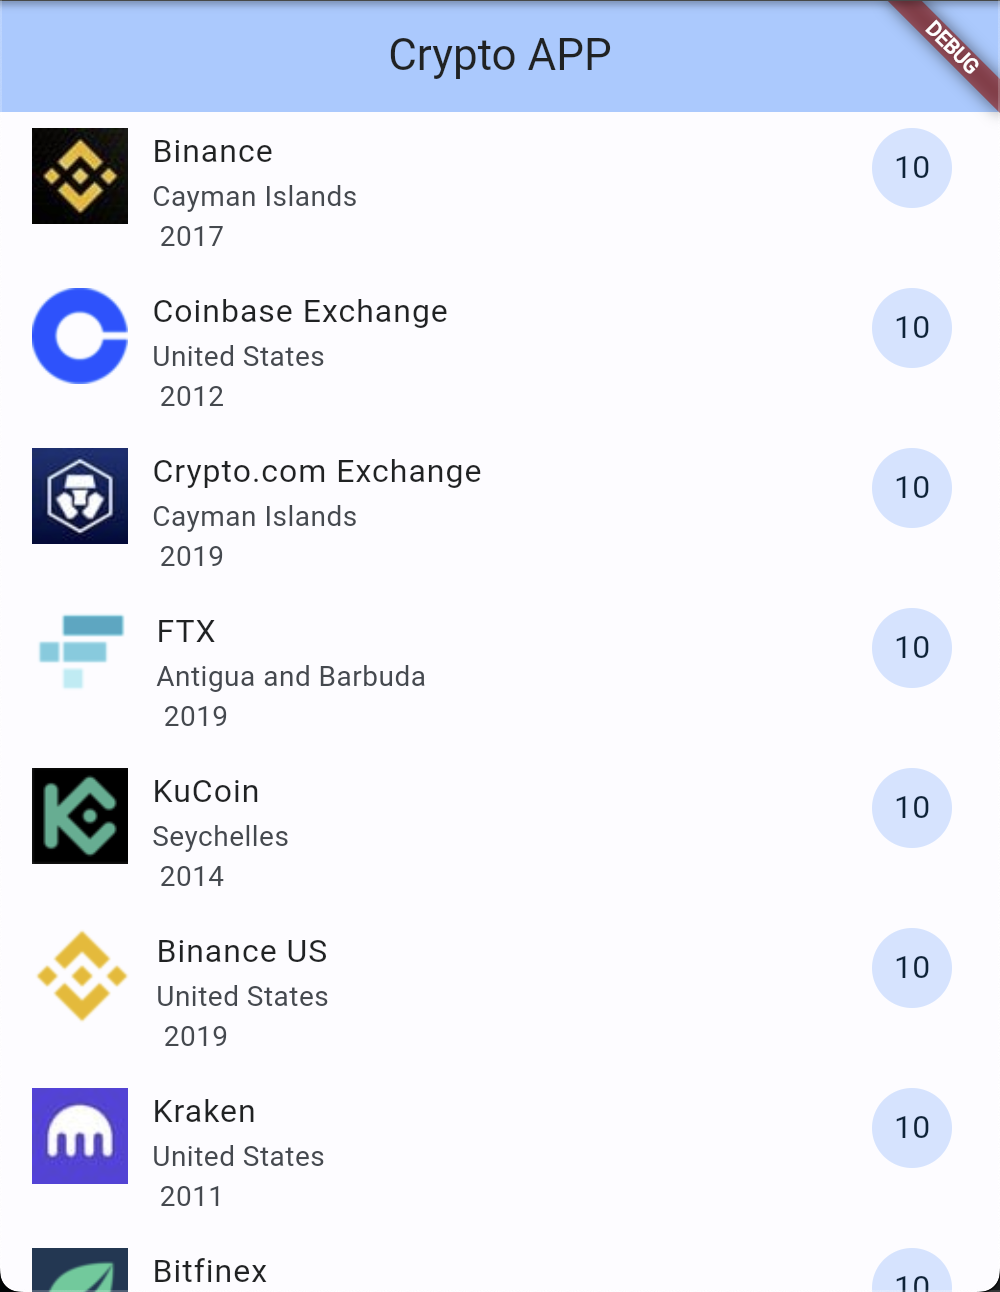 Crypto APP
DEBUG
Binance
10
Cayman Islands
2017
Coinbase Exchange
10
United States
2012
Crypto.com Exchange
10
Cayman Islands
2019
FTX
10
Antigua and Barbuda
2019
KuCoin
10
Seychelles
2014
Binance US
10
United States
2019
Kraken
10
United States
2011
Bitfinex
10